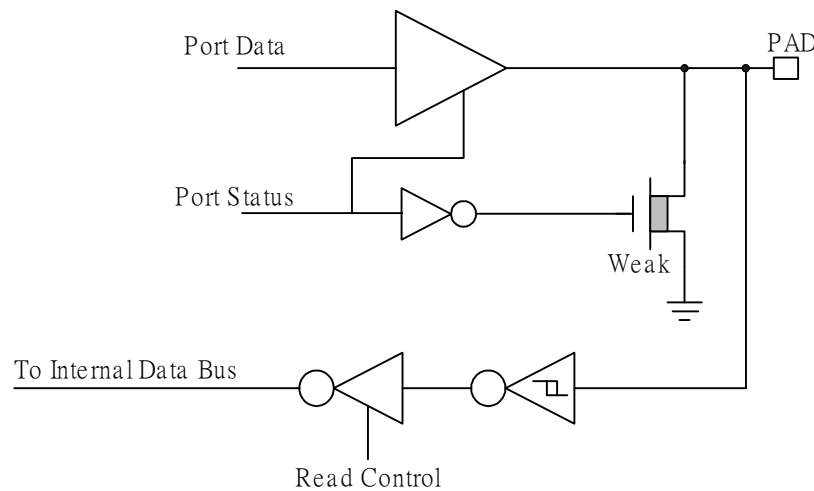 Port Data
PAD
Port Status
Weak
To Internal Data Bus
Read Control